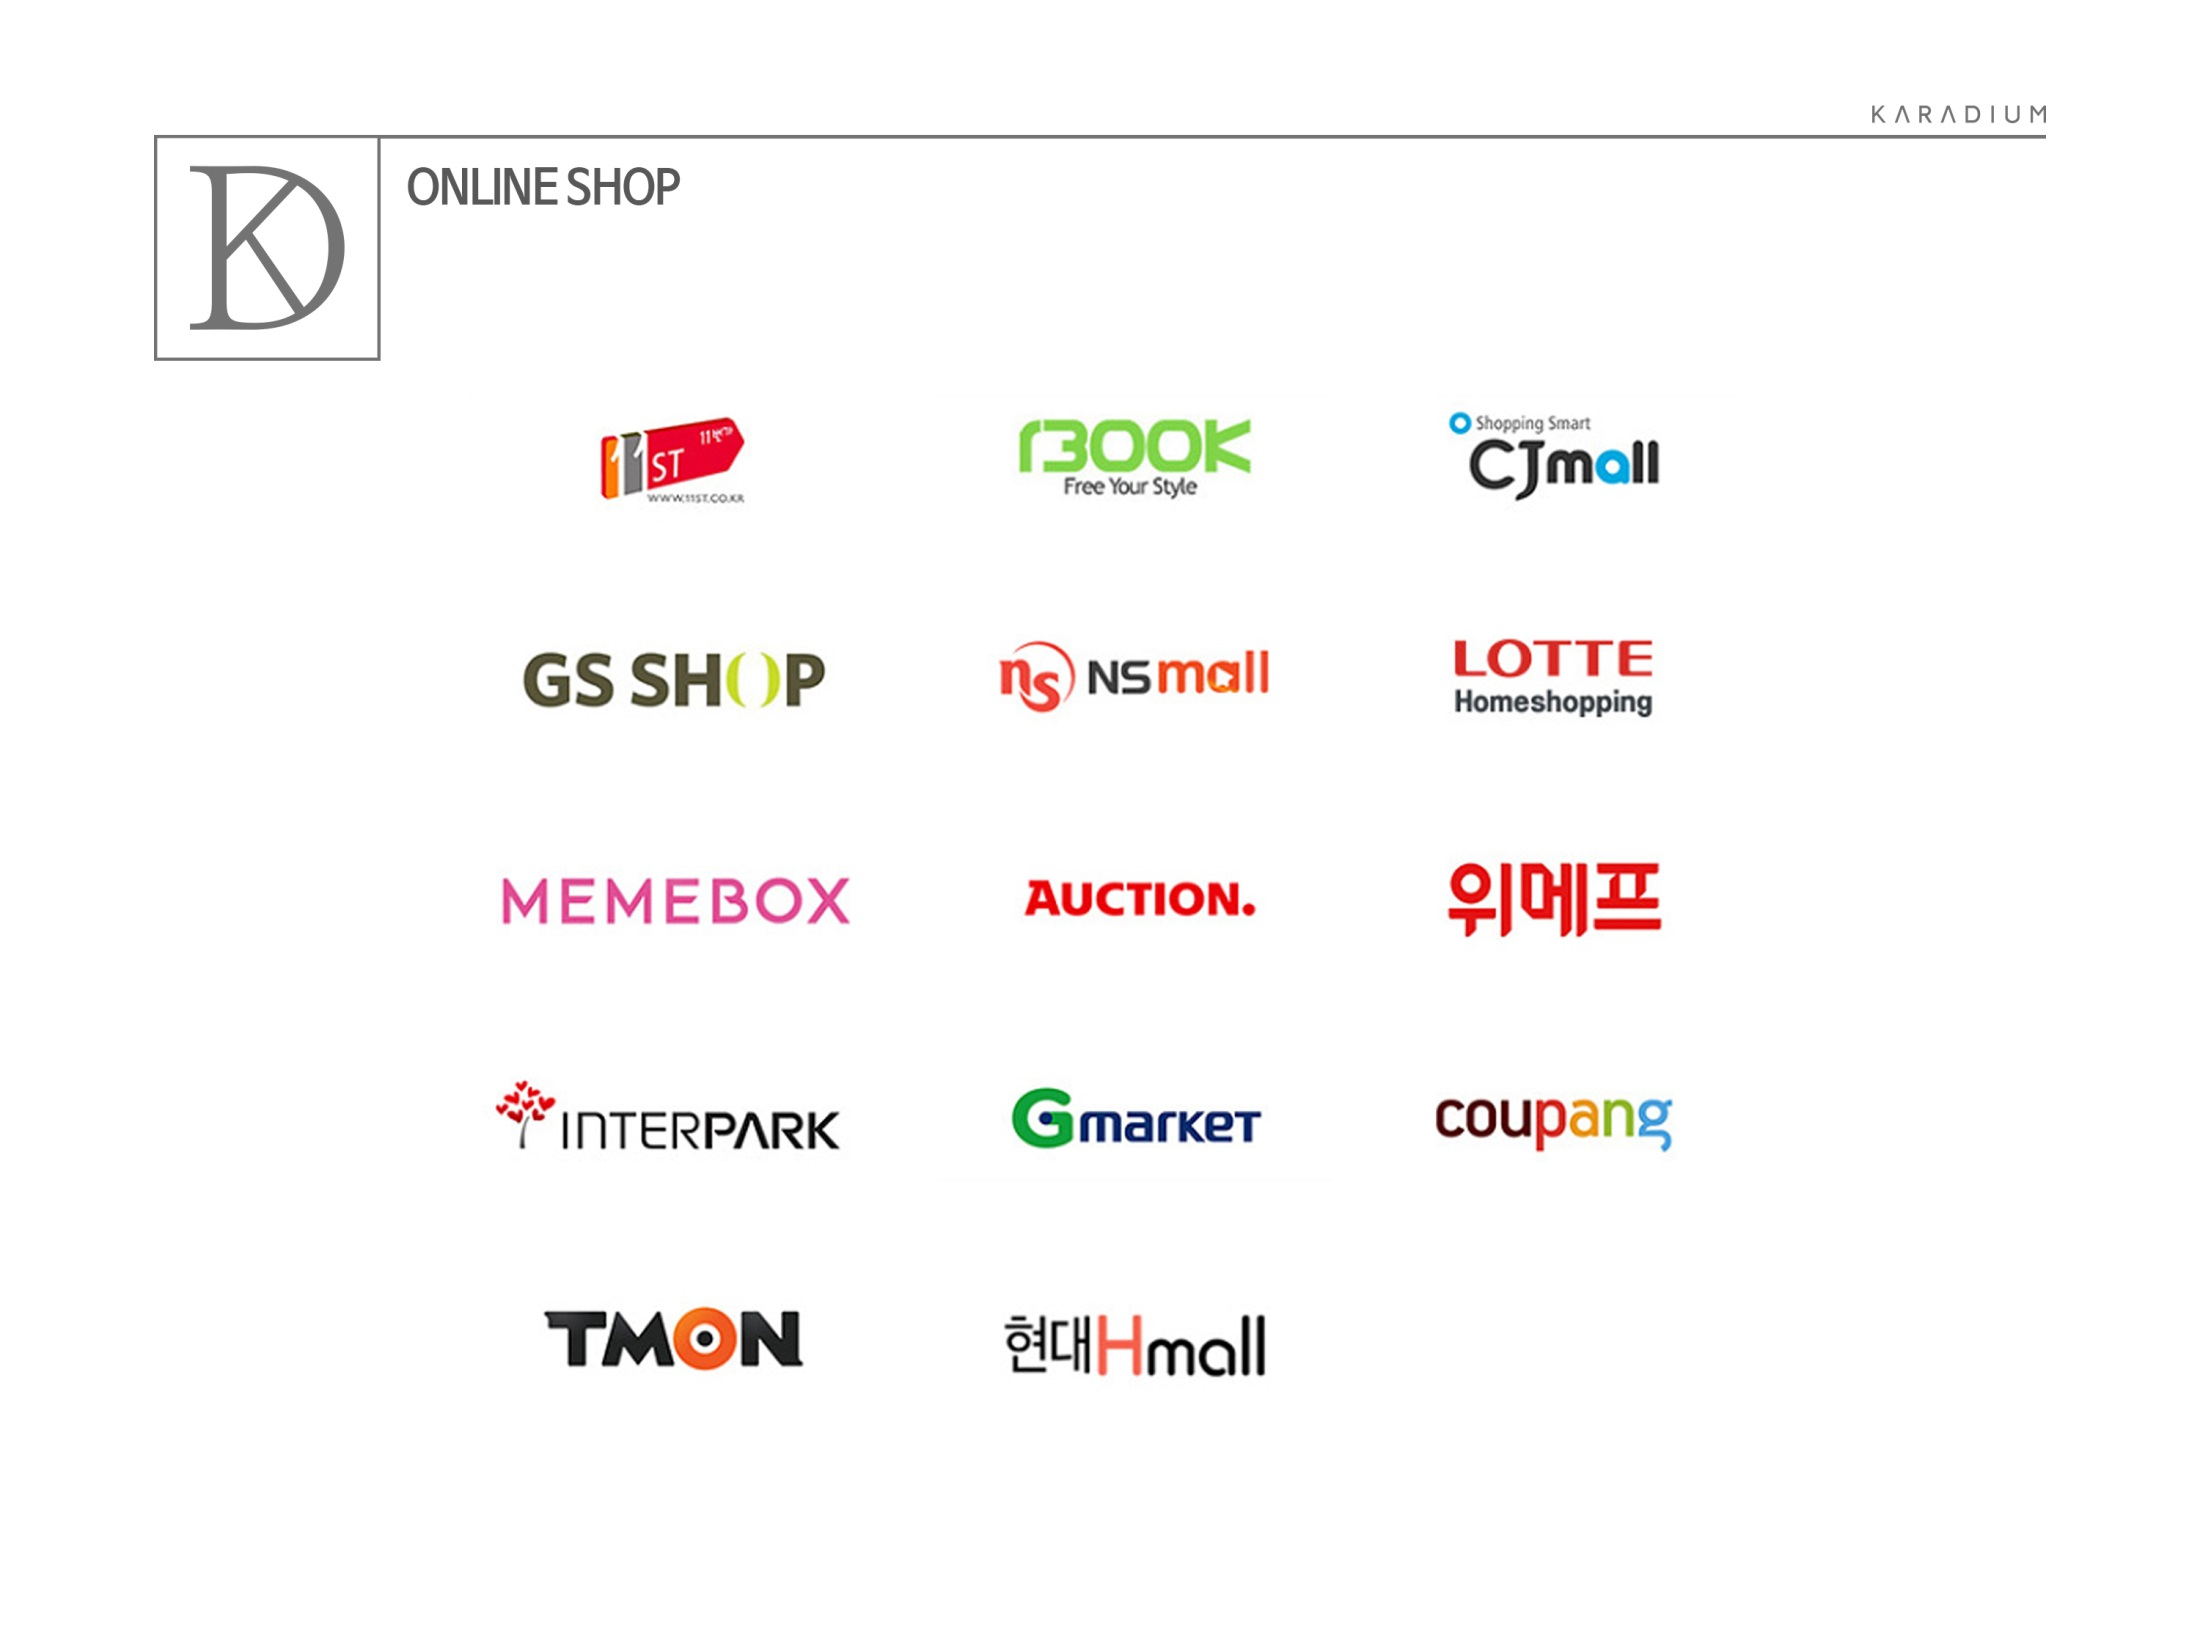 KARADIUM
KD
ONLINE SHOP
11ST 11번가
WWW.11ST.CO.KR
1300K
Free Your Style
Shopping Smart
CJmall
GS SHOP
ns NSmall
LOTTE
Homeshopping
MEMEBOX
AUCTION.
위메프
INTERPARK
Gmarket
coupang
TMON
현대Hmall